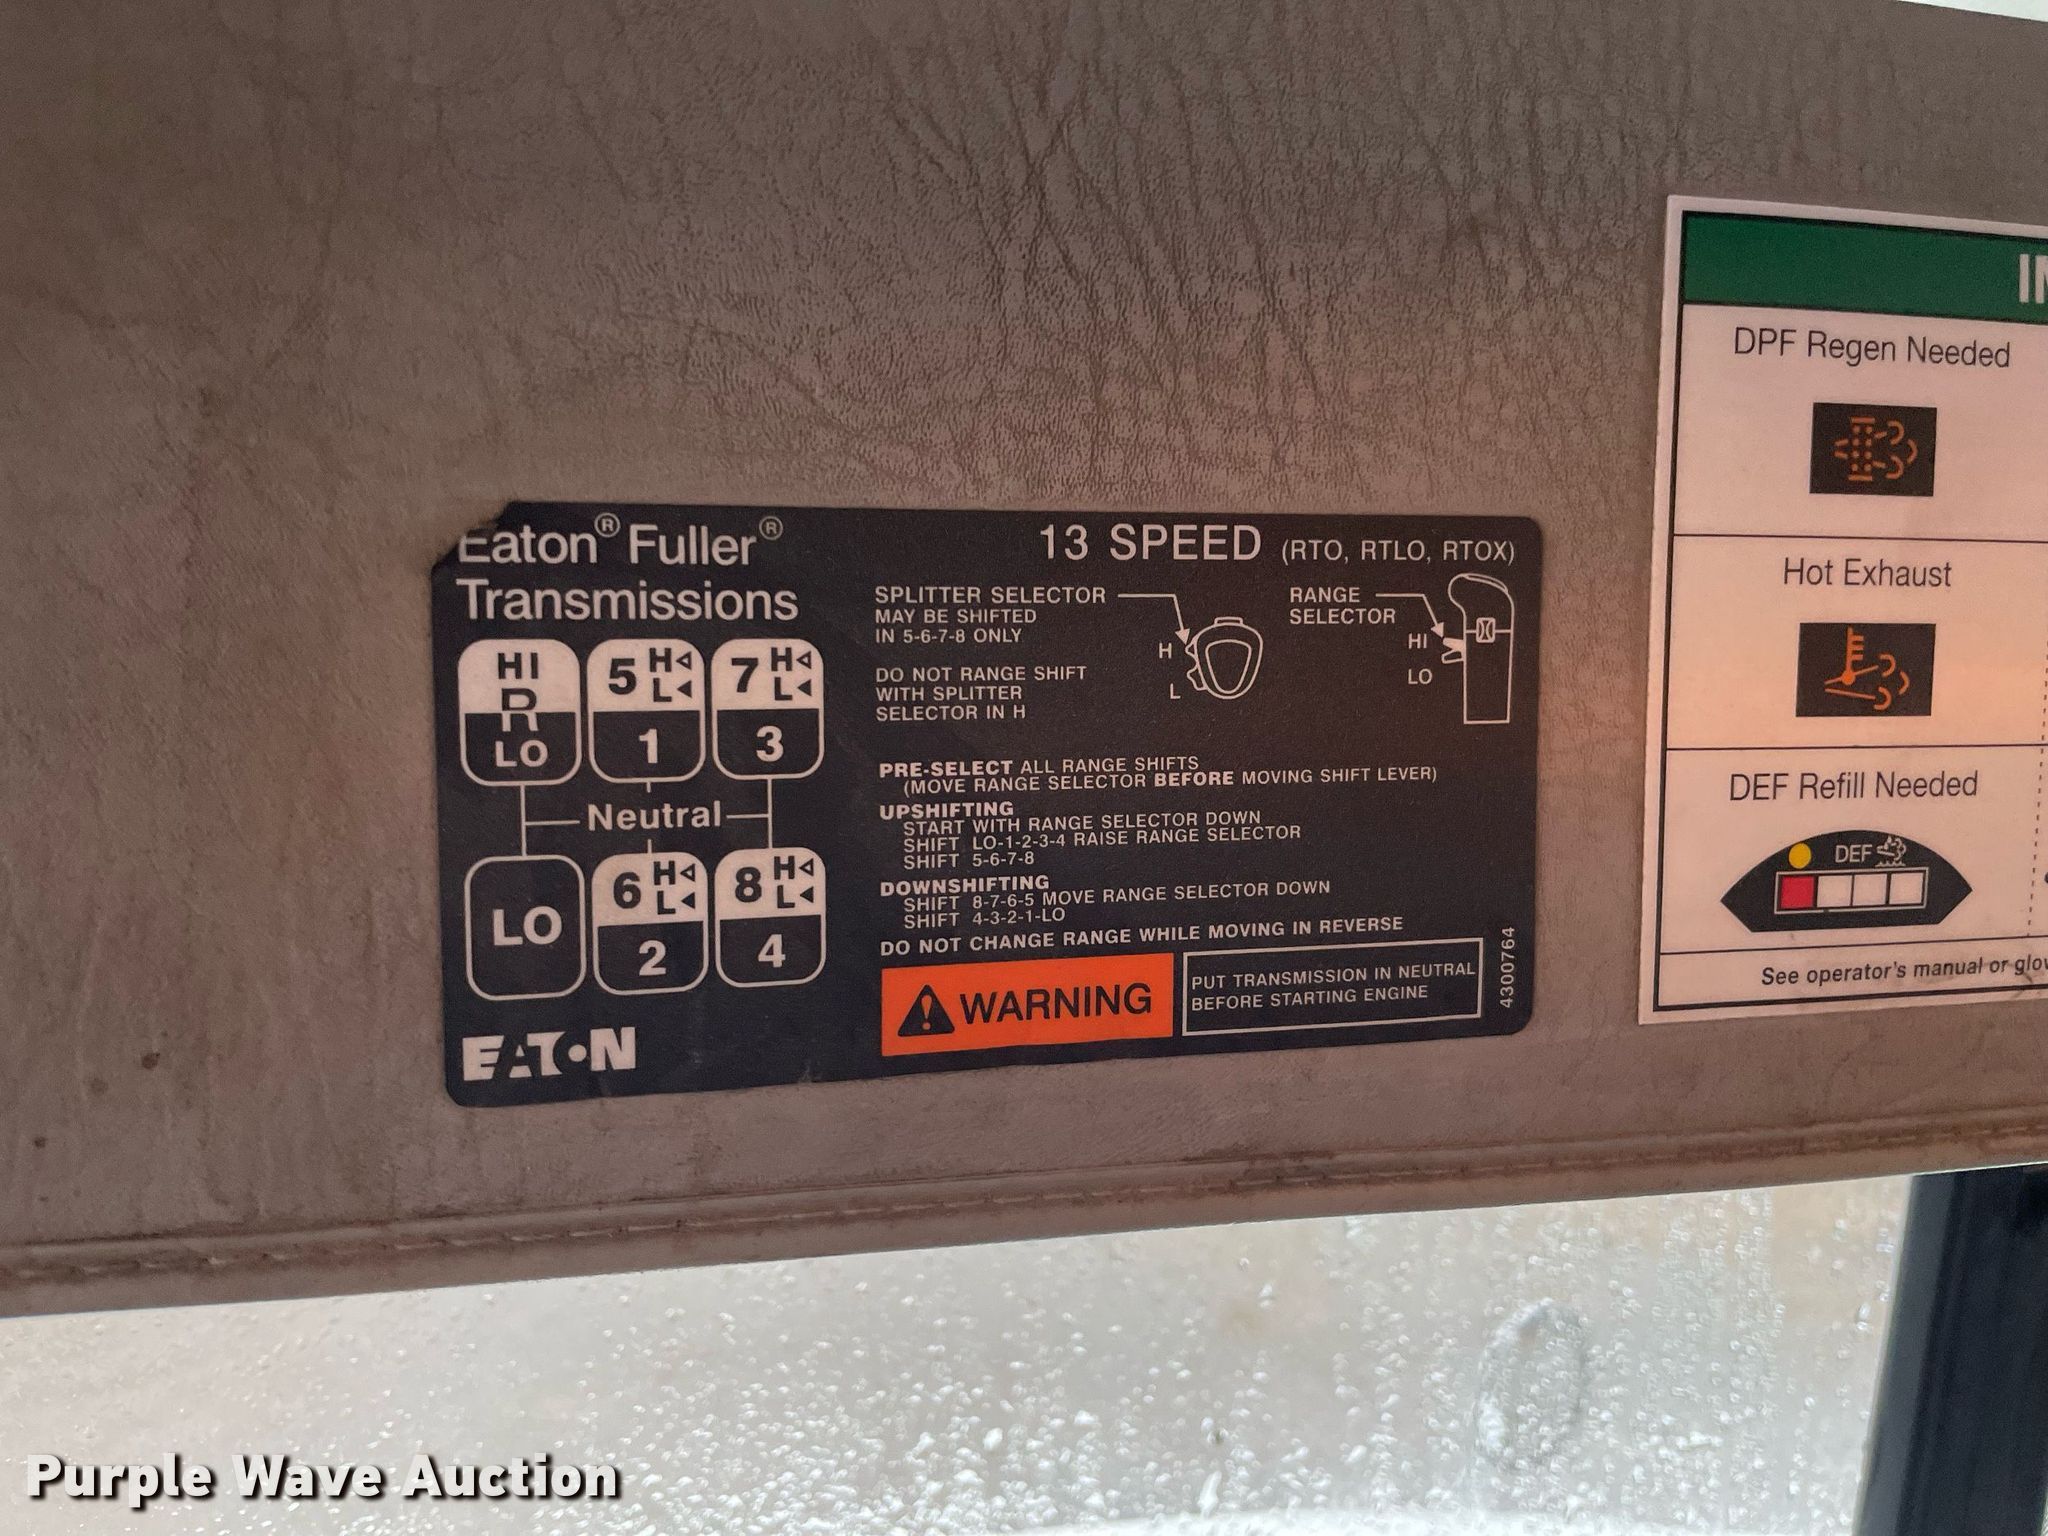 Eaton® Fuller®
Transmissions
13 SPEED (RTO, RTLO, RTOX)
HI
R
LO
5 H
L
1
7 H
L
3
Neutral
LO
6 H
L
2
8 H
L
4
EATON
SPLITTER SELECTOR
MAY BE SHIFTED
IN 5-6-7-8 ONLY
DO NOT RANGE SHIFT
WITH SPLITTER
SELECTOR IN H
H
L
RANGE
SELECTOR
HI
LO
PRE-SELECT ALL RANGE SHIFTS
(MOVE RANGE SELECTOR BEFORE MOVING SHIFT LEVER)
UPSHIFTING
START WITH RANGE SELECTOR DOWN
SHIFT LO-1-2-3-4 RAISE RANGE SELECTOR
SHIFT 5-6-7-8
DOWNSHIFTING
SHIFT 8-7-6-5 MOVE RANGE SELECTOR DOWN
SHIFT 4-3-2-1-LO
DO NOT CHANGE RANGE WHILE MOVING IN REVERSE
WARNING
PUT TRANSMISSION IN NEUTRAL
BEFORE STARTING ENGINE
4300764
DPF Regen Needed
Hot Exhaust
DEF Refill Needed
DEF
See operator's manual or
Purple Wave Auction